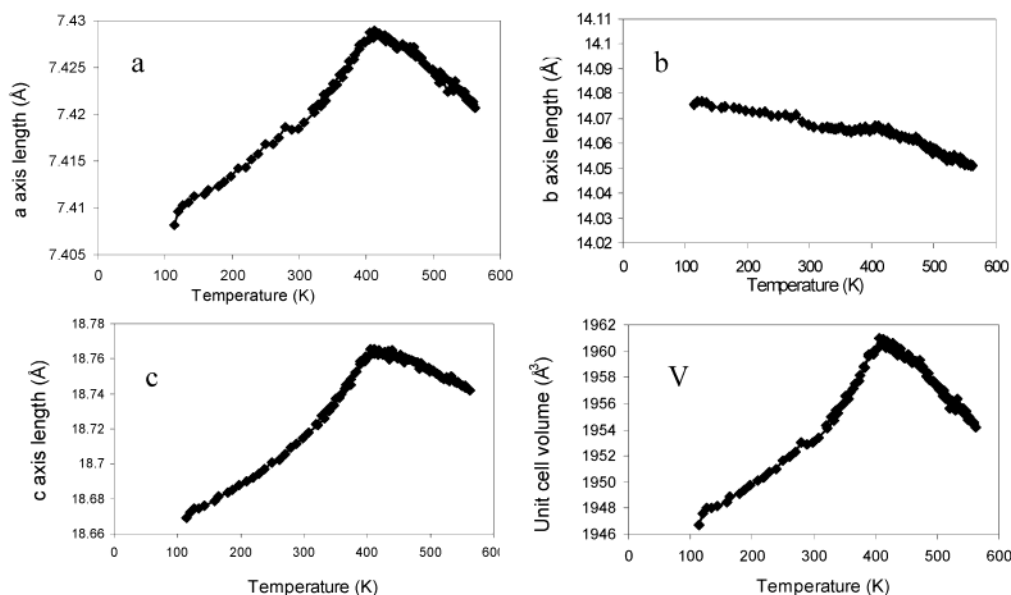 7.43
7.425
7.42
7.415
7.41
7.405
0 100 200 300 400 500 600
a axis length (Å)
Temperature (K)
a
14.11
14.1
14.09
14.08
14.07
14.06
14.05
14.04
14.03
14.02
0 100 200 300 400 500 600
b axis length (Å)
Temperature (K)
b
18.78
18.76
18.74
18.72
18.7
18.68
18.66
0 100 200 300 400 500 600
c axis length (Å)
Temperature (K)
c
1962
1960
1958
1956
1954
1952
1950
1948
1946
0 100 200 300 400 500 600
Unit cell volume (Å³)
Temperature (K)
V